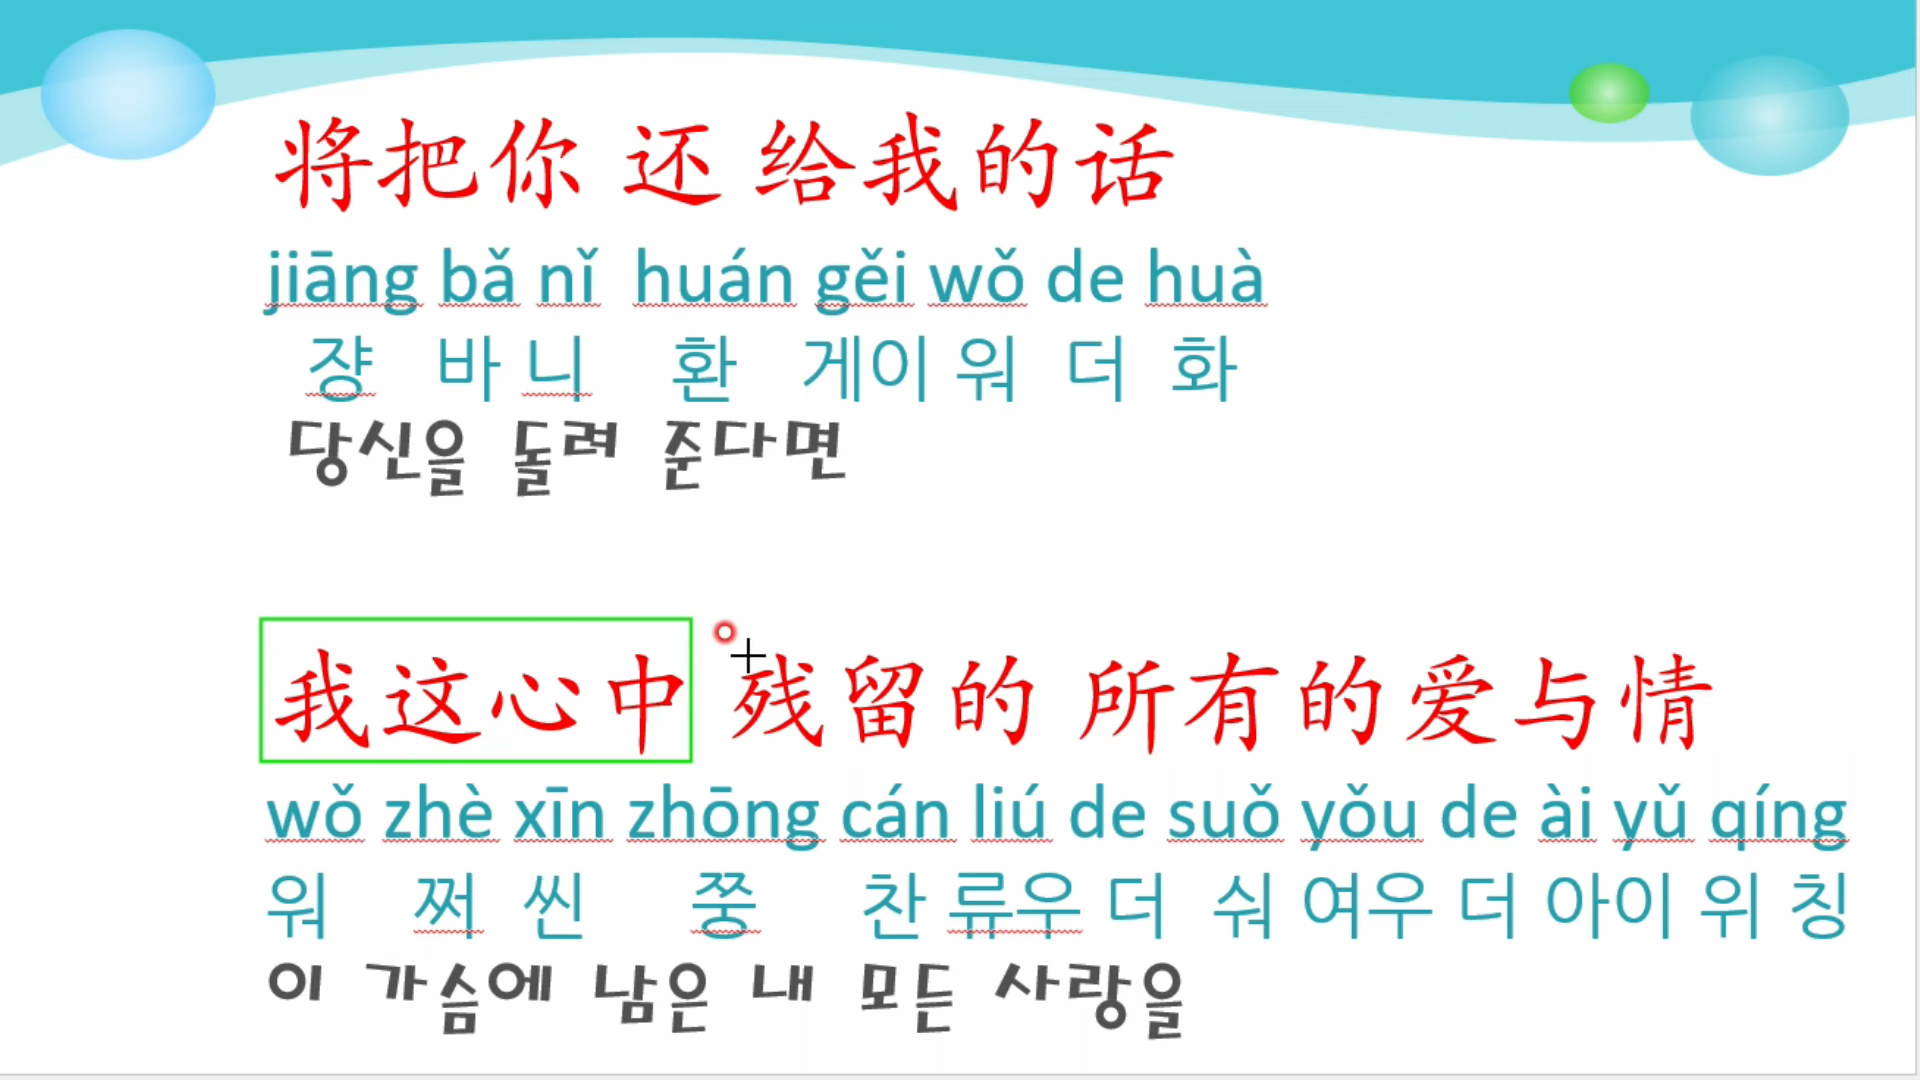 将把你 还 给我的话
jiāng bǎ nǐ huán gěi wǒ de huà
쟝 바 니 환 게이 워 더 화
당신을 돌려 준다면
我这心中 残留的 所有的爱与情
wǒ zhè xīn zhōng cán liú de suǒ yǒu de ài yǔ qíng
워 쩌 씬 쭝 찬 류우 더 숴 여우 더 아이 위 칭
이 가슴에 남은 내 모든 사랑을